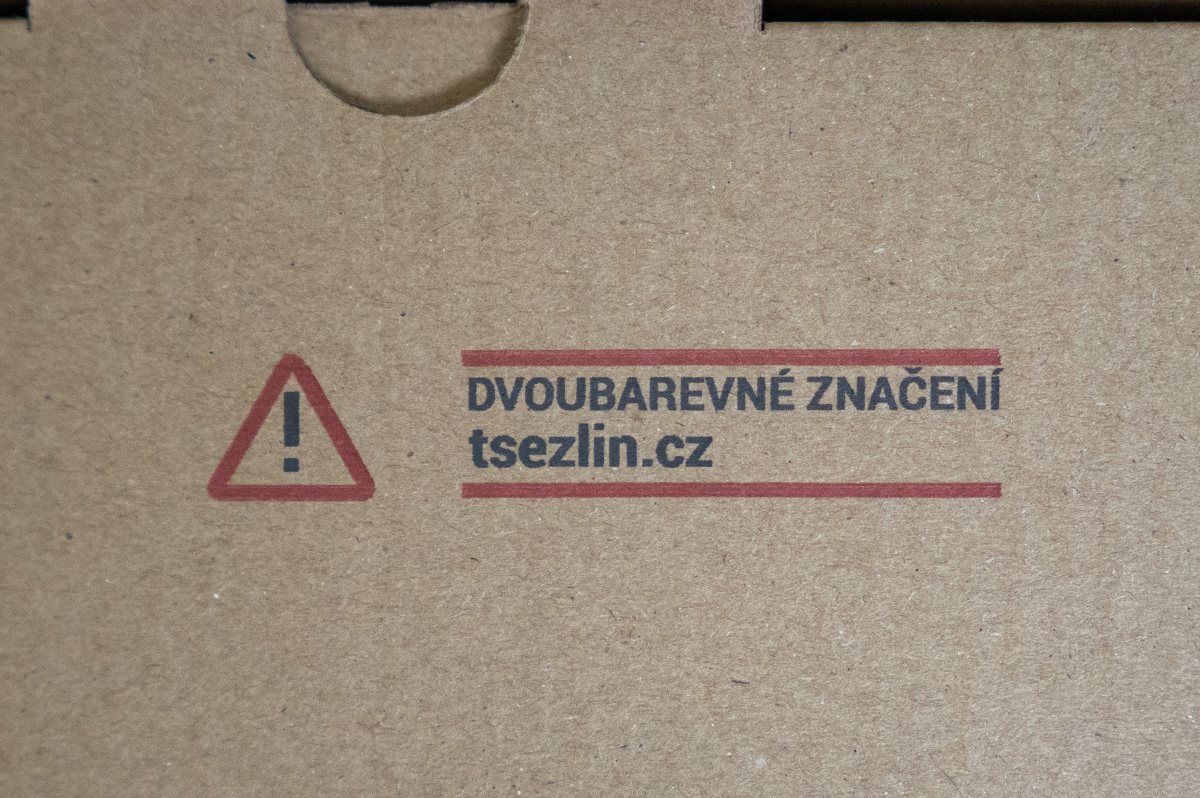 !
DVOUBAREVNÉ ZNAČENÍ
tsezlin.cz